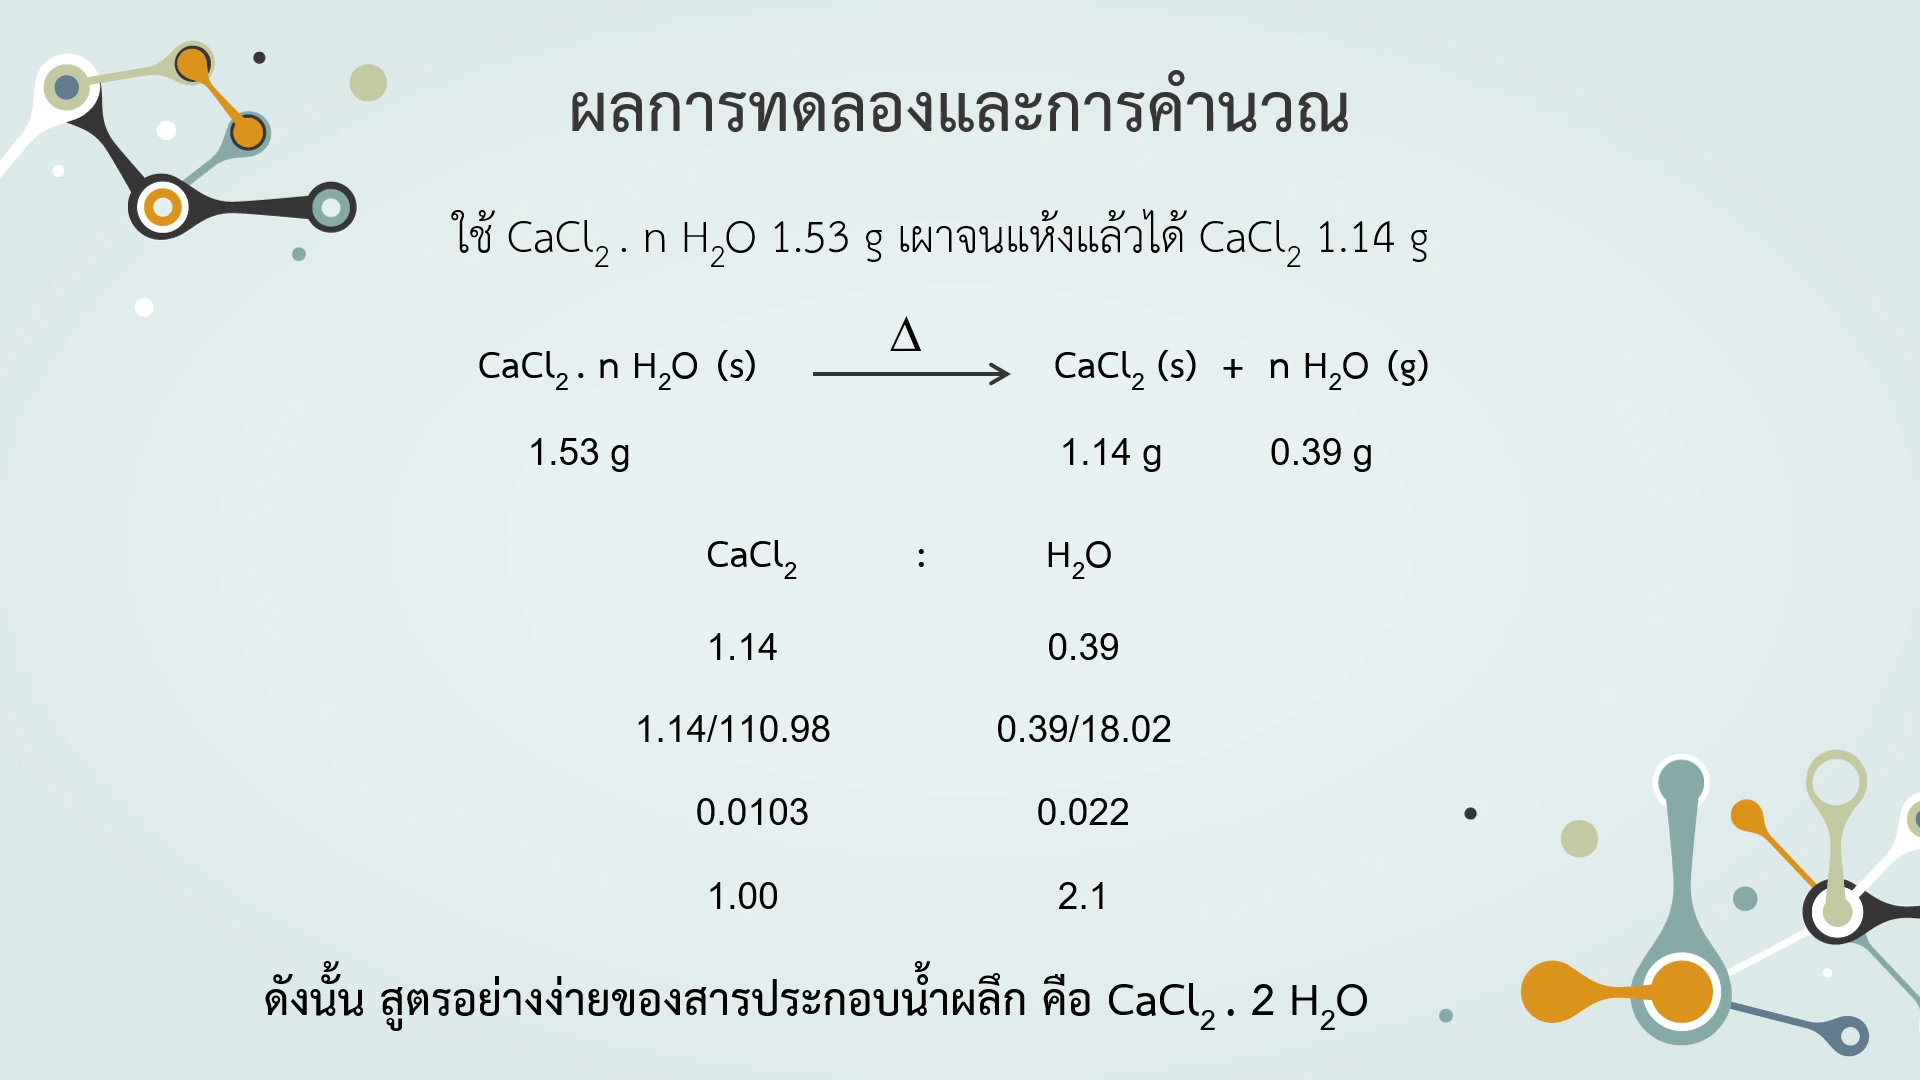 ผลการทดลองและการคำนวณ
ใช้ CaCl₂ . n H₂O 1.53 g เผาจนแห้งแล้วได้ CaCl₂ 1.14 g
Δ
CaCl₂ . n H₂O (s) → CaCl₂ (s) + n H₂O (g)
1.53 g 1.14 g 0.39 g
CaCl₂ : H₂O
1.14 0.39
1.14/110.98 0.39/18.02
0.0103 0.022
1.00 2.1
ดังนั้น สูตรอย่างง่ายของสารประกอบน้ำผลึก คือ CaCl₂ . 2 H₂O